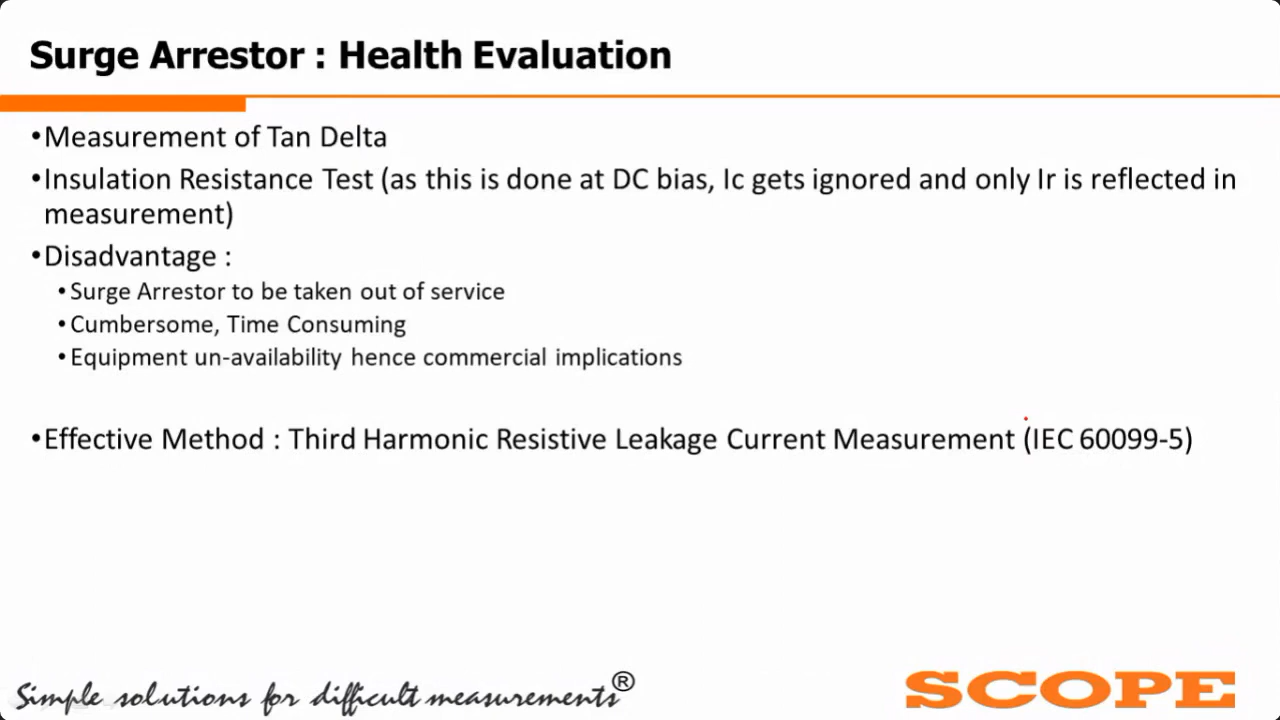 Surge Arrestor : Health Evaluation
•Measurement of Tan Delta
•Insulation Resistance Test (as this is done at DC bias, Ic gets ignored and only Ir is reflected in
measurement)
•Disadvantage :
•Surge Arrestor to be taken out of service
•Cumbersome, Time Consuming
•Equipment un-availability hence commercial implications
•Effective Method : Third Harmonic Resistive Leakage Current Measurement (IEC 60099-5)
Simple solutions for difficult measurements®
SCOPE